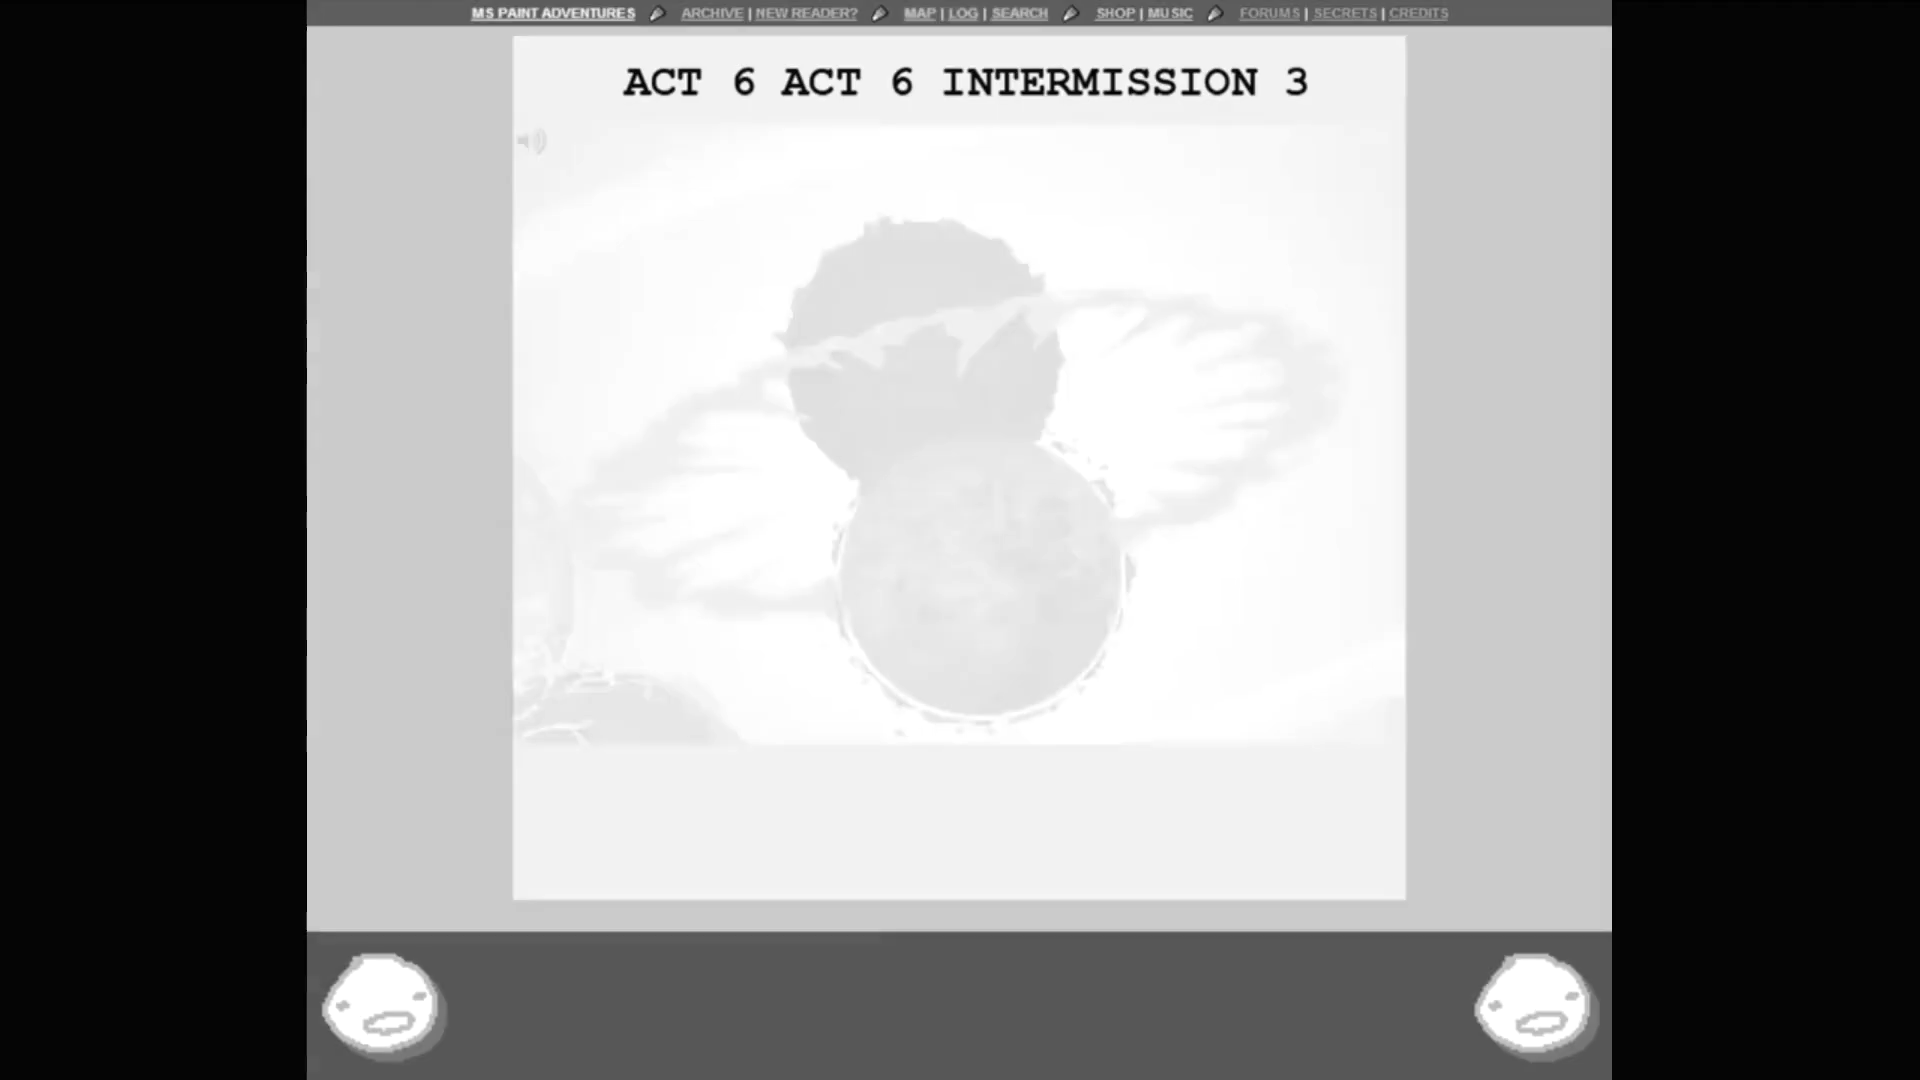 MS PAINT ADVENTURES ARCHIVE | NEW READER? MAP | LOG | SEARCH SHOP | MUSIC FORUMS | SECRETS | CREDITS
ACT 6 ACT 6 INTERMISSION 3